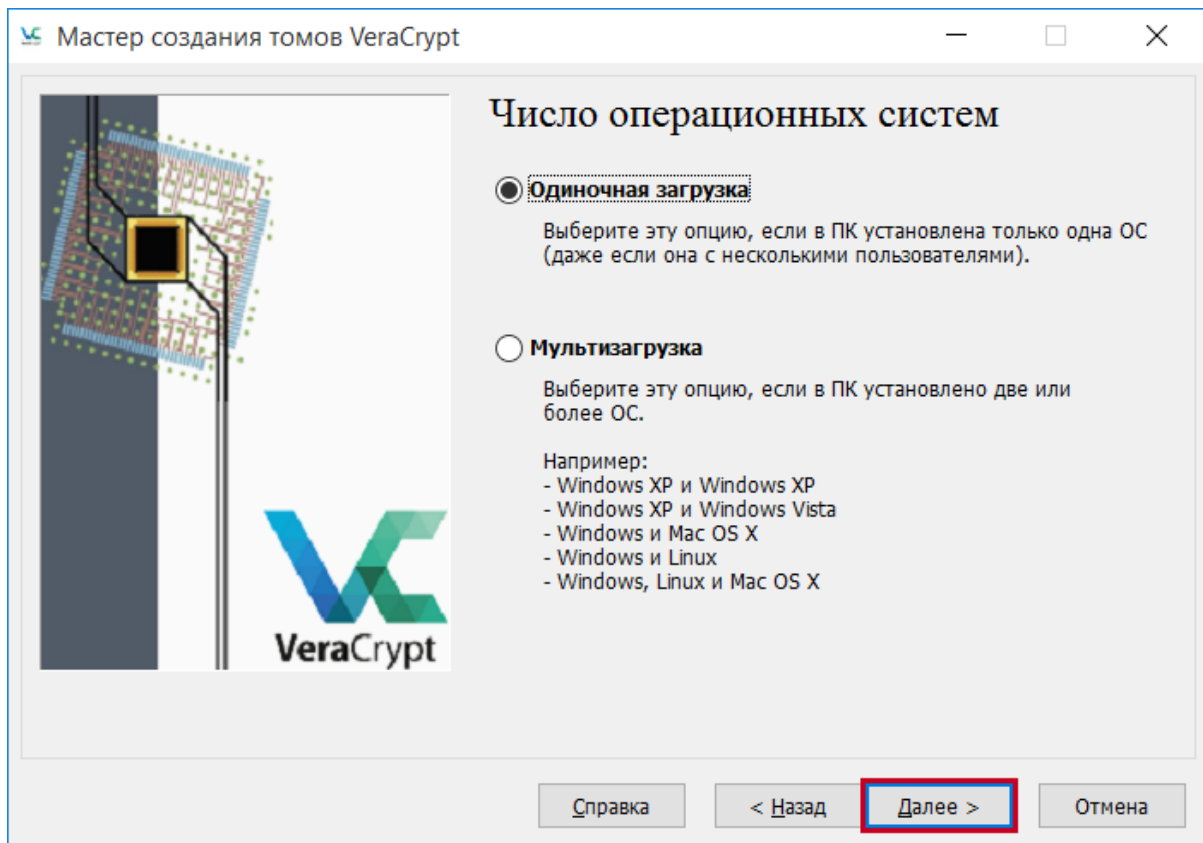 Мастер создания томов VeraCrypt
Число операционных систем
Одиночная загрузка
Выберите эту опцию, если в ПК установлена только одна ОС
(даже если она с несколькими пользователями).
Мультизагрузка
Выберите эту опцию, если в ПК установлено две или
более ОС.
Например:
- Windows XP и Windows XP
- Windows XP и Windows Vista
- Windows и Mac OS X
- Windows и Linux
- Windows, Linux и Mac OS X
VeraCrypt
Справка
< Назад
Далее >
Отмена